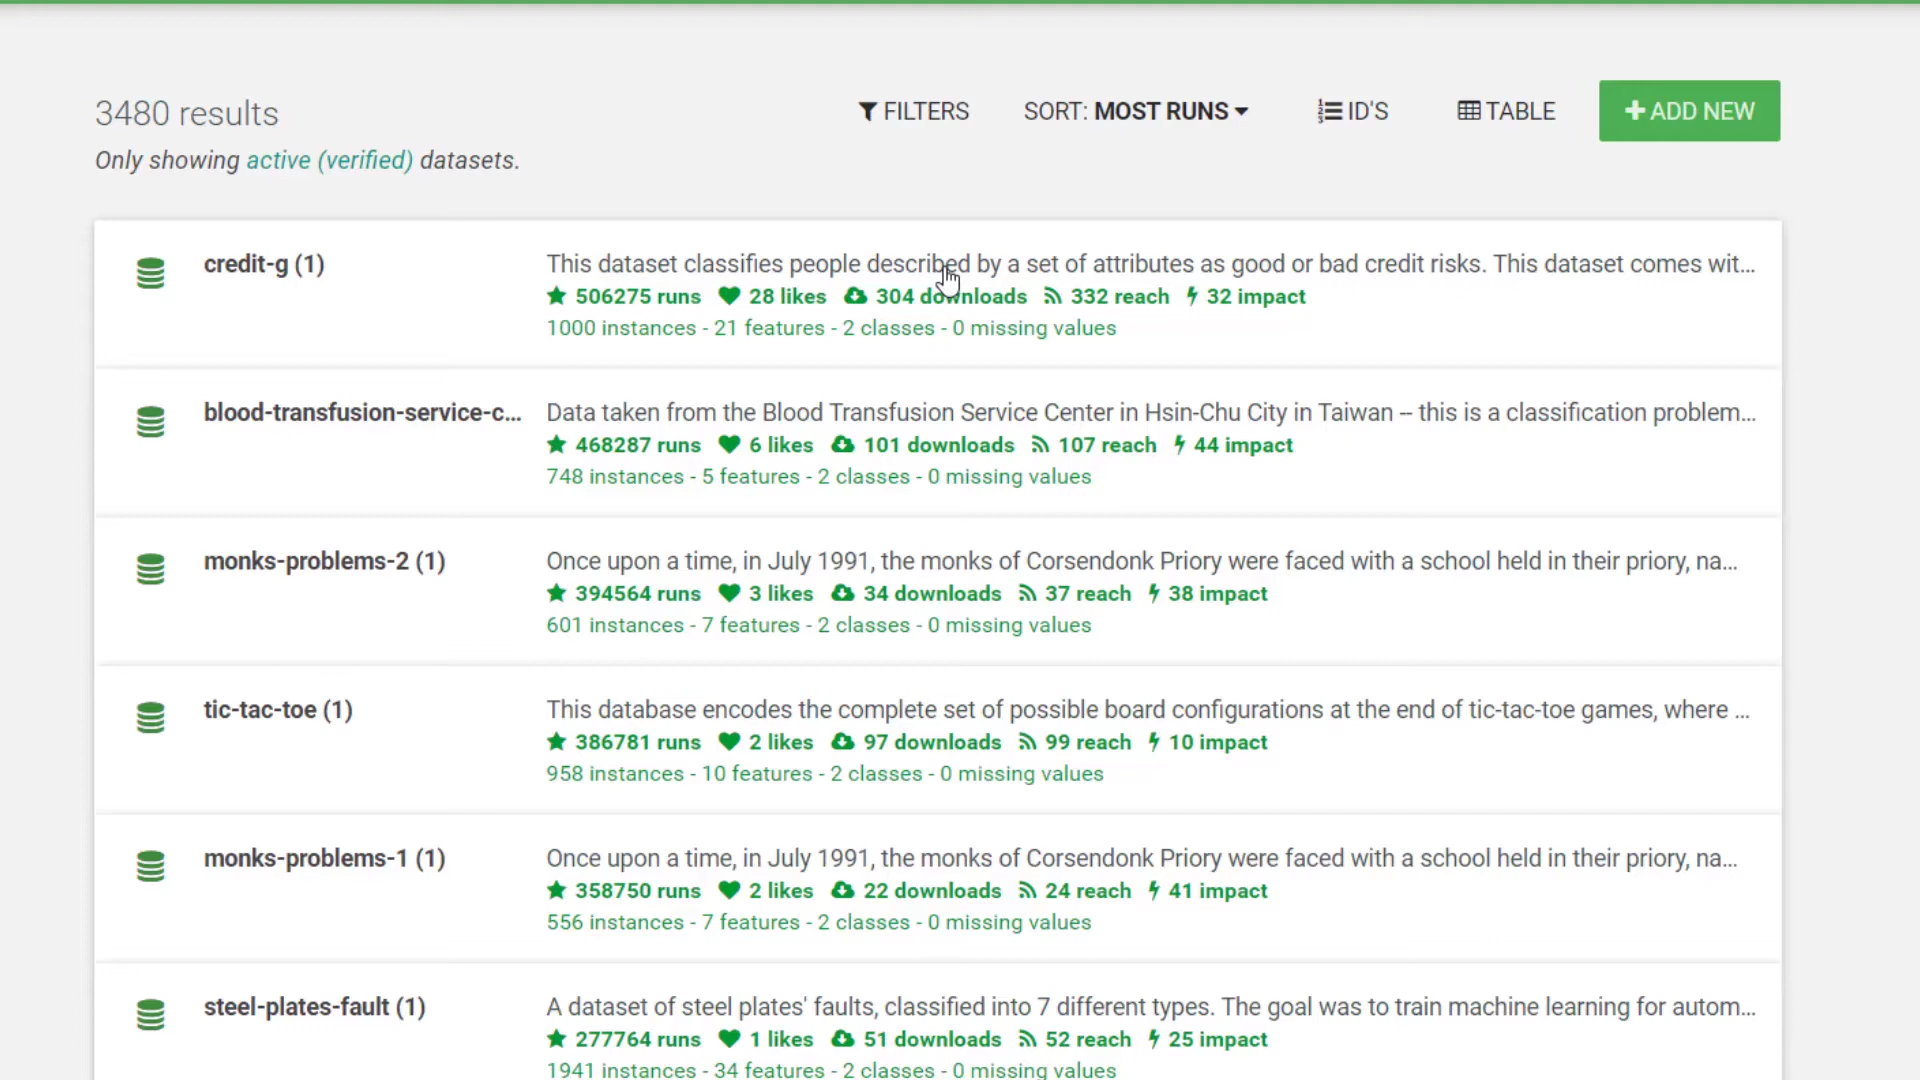 3480 results
FILTERS SORT: MOST RUNS ID'S TABLE ADD NEW
Only showing active (verified) datasets.
credit-g (1)
This dataset classifies people described by a set of attributes as good or bad credit risks. This dataset comes wit...
506275 runs 28 likes 304 downloads 332 reach 32 impact
1000 instances - 21 features - 2 classes - 0 missing values
blood-transfusion-service-c...
Data taken from the Blood Transfusion Service Center in Hsin-Chu City in Taiwan -- this is a classification problem...
468287 runs 6 likes 101 downloads 107 reach 44 impact
748 instances - 5 features - 2 classes - 0 missing values
monks-problems-2 (1)
Once upon a time, in July 1991, the monks of Corsendonk Priory were faced with a school held in their priory, na...
394564 runs 3 likes 34 downloads 37 reach 38 impact
601 instances - 7 features - 2 classes - 0 missing values
tic-tac-toe (1)
This database encodes the complete set of possible board configurations at the end of tic-tac-toe games, where ...
386781 runs 2 likes 97 downloads 99 reach 10 impact
958 instances - 10 features - 2 classes - 0 missing values
monks-problems-1 (1)
Once upon a time, in July 1991, the monks of Corsendonk Priory were faced with a school held in their priory, na...
358750 runs 2 likes 22 downloads 24 reach 41 impact
556 instances - 7 features - 2 classes - 0 missing values
steel-plates-fault (1)
A dataset of steel plates' faults, classified into 7 different types. The goal was to train machine learning for autom...
277764 runs 1 likes 51 downloads 52 reach 25 impact
1941 instances - 34 features - 2 classes - 0 missing values